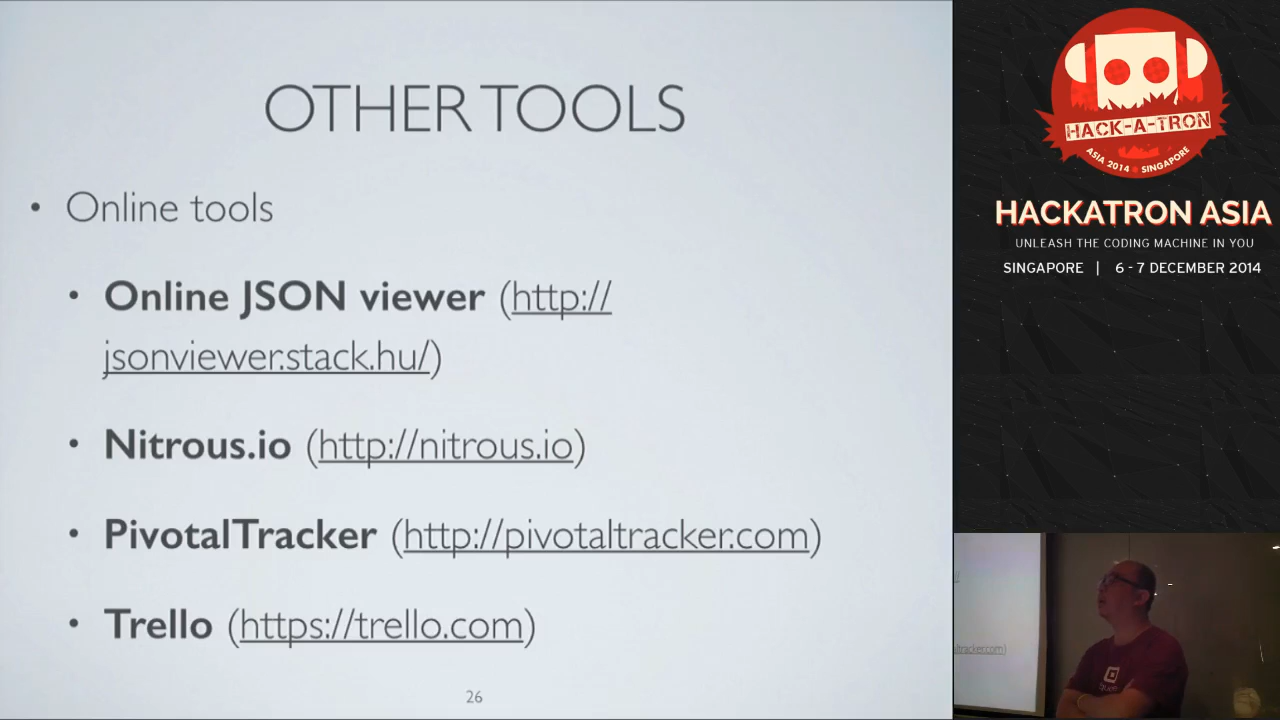 OTHER TOOLS
• Online tools
• Online JSON viewer (http://
jsonviewer.stack.hu/)
• Nitrous.io (http://nitrous.io)
• PivotalTracker (http://pivotaltracker.com)
• Trello (https://trello.com)
26
HACK-A-TRON
ASIA 2014 SINGAPORE
HACKATRON ASIA
UNLEASH THE CODING MACHINE IN YOU
SINGAPORE | 6 - 7 DECEMBER 2014